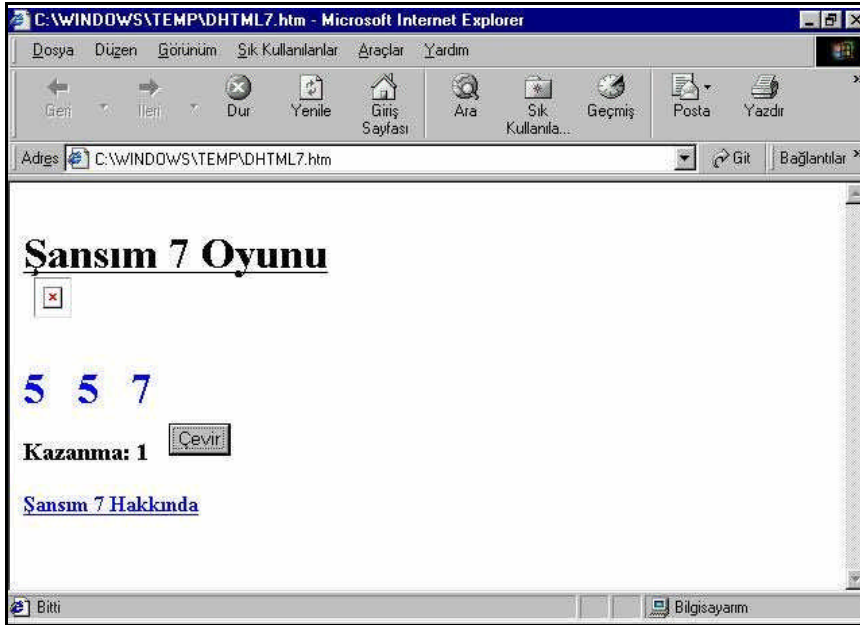 C:\WINDOWS\TEMP\DHTML7.htm - Microsoft Internet Explorer
Dosya Düzen Görünüm Sık Kullanılanlar Araçlar Yardım
Geri İleri Dur Yenile Giriş Sayfası Ara Sık Kullanıla... Geçmiş Posta Yazdır
Adres C:\WINDOWS\TEMP\DHTML7.htm Git Bağlantılar
Şansım 7 Oyunu
5 5 7
Kazanma: 1 Çevir
Şansım 7 Hakkında
Bitti Bilgisayarım